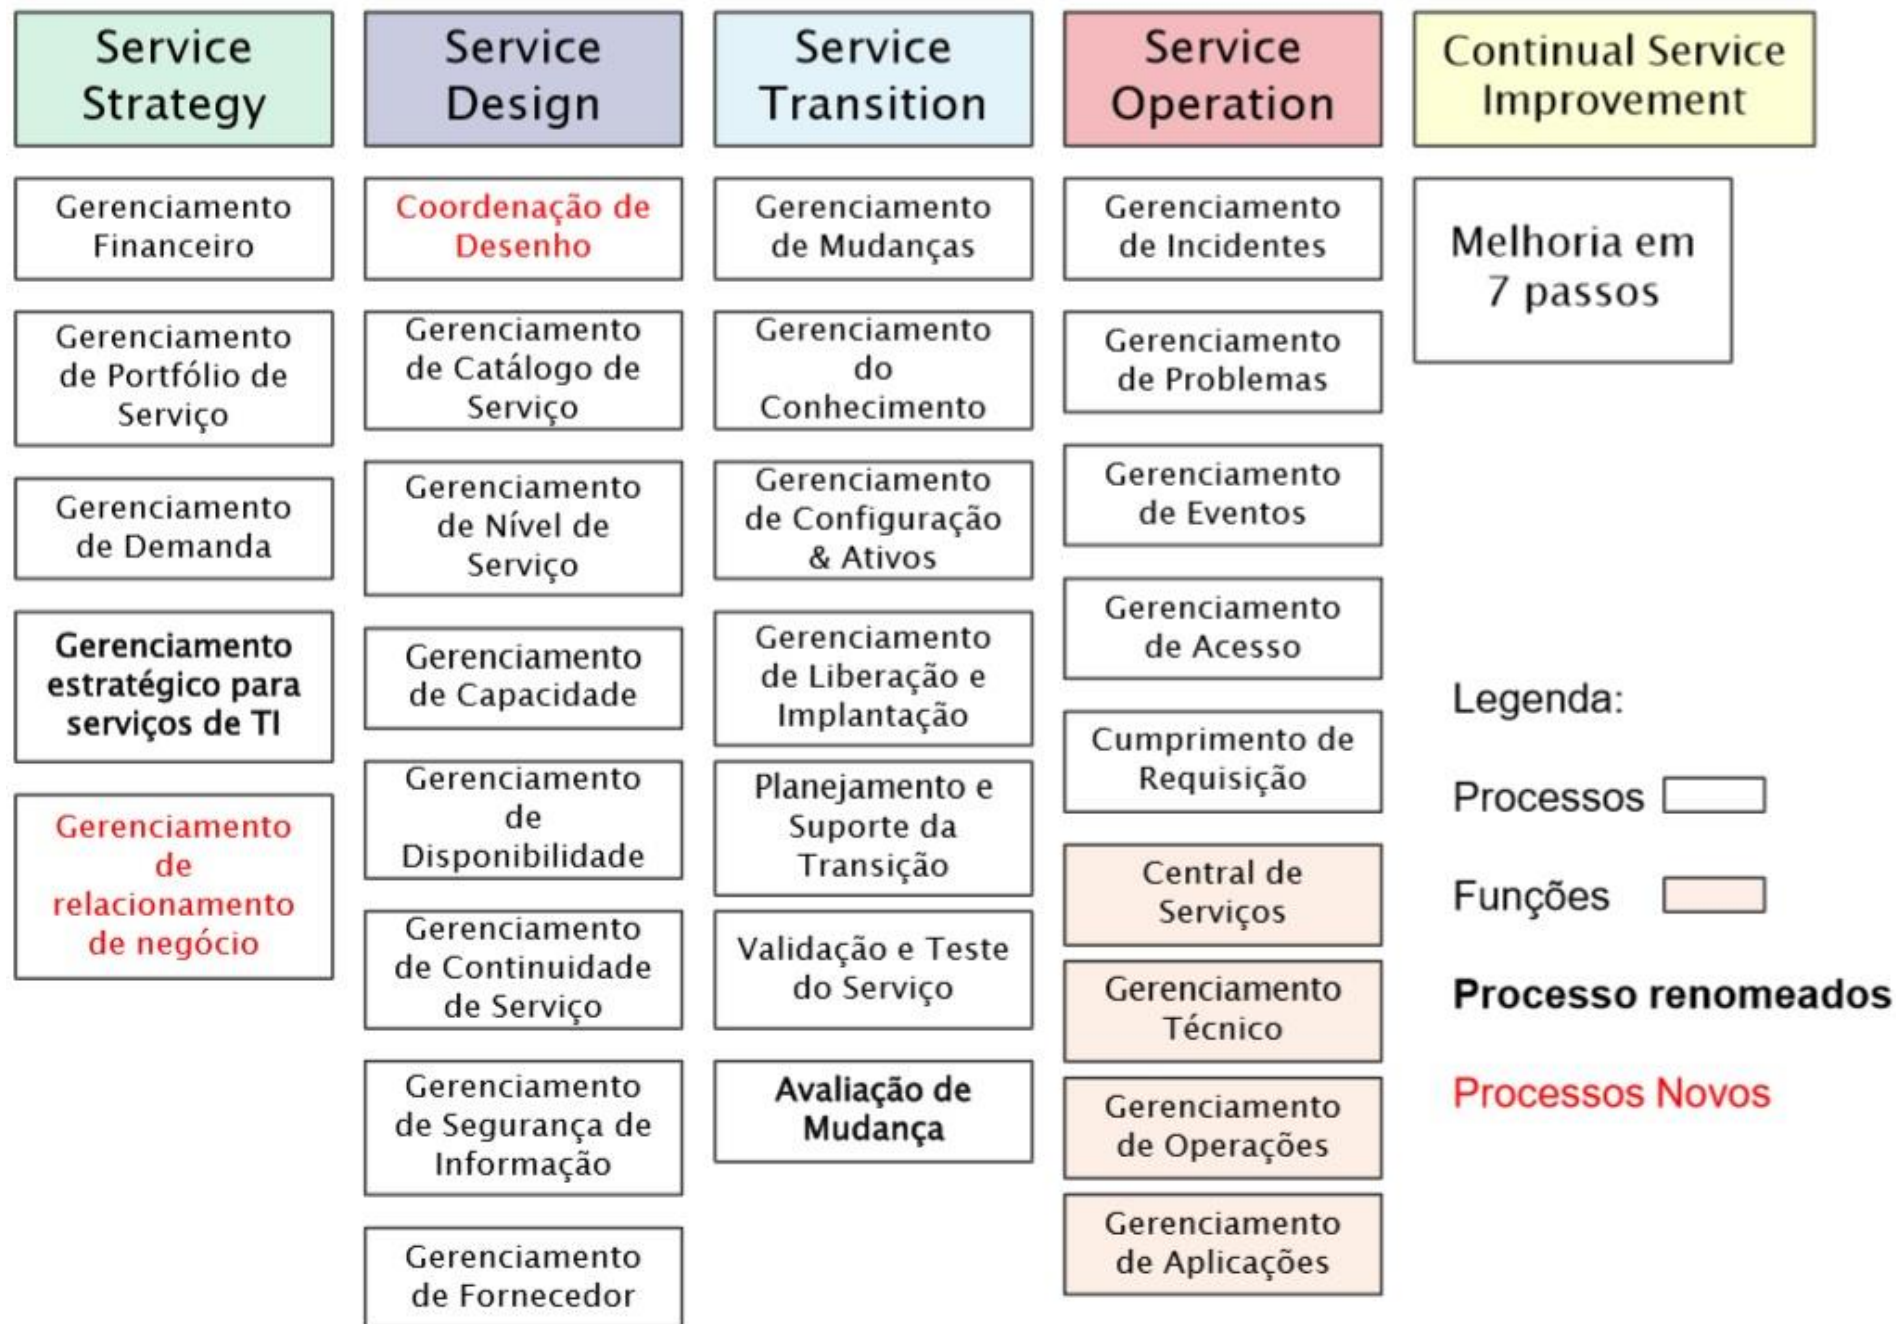 Service
Strategy
Gerenciamento
Financeiro
Gerenciamento
de Portfólio de
Serviço
Gerenciamento
de Demanda
Gerenciamento
estratégico para
serviços de TI
Gerenciamento
de
relacionamento
de negócio
Service
Design
Coordenação de
Desenho
Gerenciamento
de Catálogo de
Serviço
Gerenciamento
de Nível de
Serviço
Gerenciamento
de Capacidade
Gerenciamento
de
Disponibilidade
Gerenciamento
de Continuidade
de Serviço
Gerenciamento
de Segurança de
Informação
Gerenciamento
de Fornecedor
Service
Transition
Gerenciamento
de Mudanças
Gerenciamento
do
Conhecimento
Gerenciamento
de Configuração
& Ativos
Gerenciamento
de Liberação e
Implantação
Planejamento e
Suporte da
Transição
Validação e Teste
do Serviço
Avaliação de
Mudança
Service
Operation
Gerenciamento
de Incidentes
Gerenciamento
de Problemas
Gerenciamento
de Eventos
Gerenciamento
de Acesso
Cumprimento de
Requisição
Central de
Serviços
Gerenciamento
Técnico
Gerenciamento
de Operações
Gerenciamento
de Aplicações
Continual Service
Improvement
Melhoria em
7 passos
Legenda:
Processos
Funções
Processo renomeados
Processos Novos